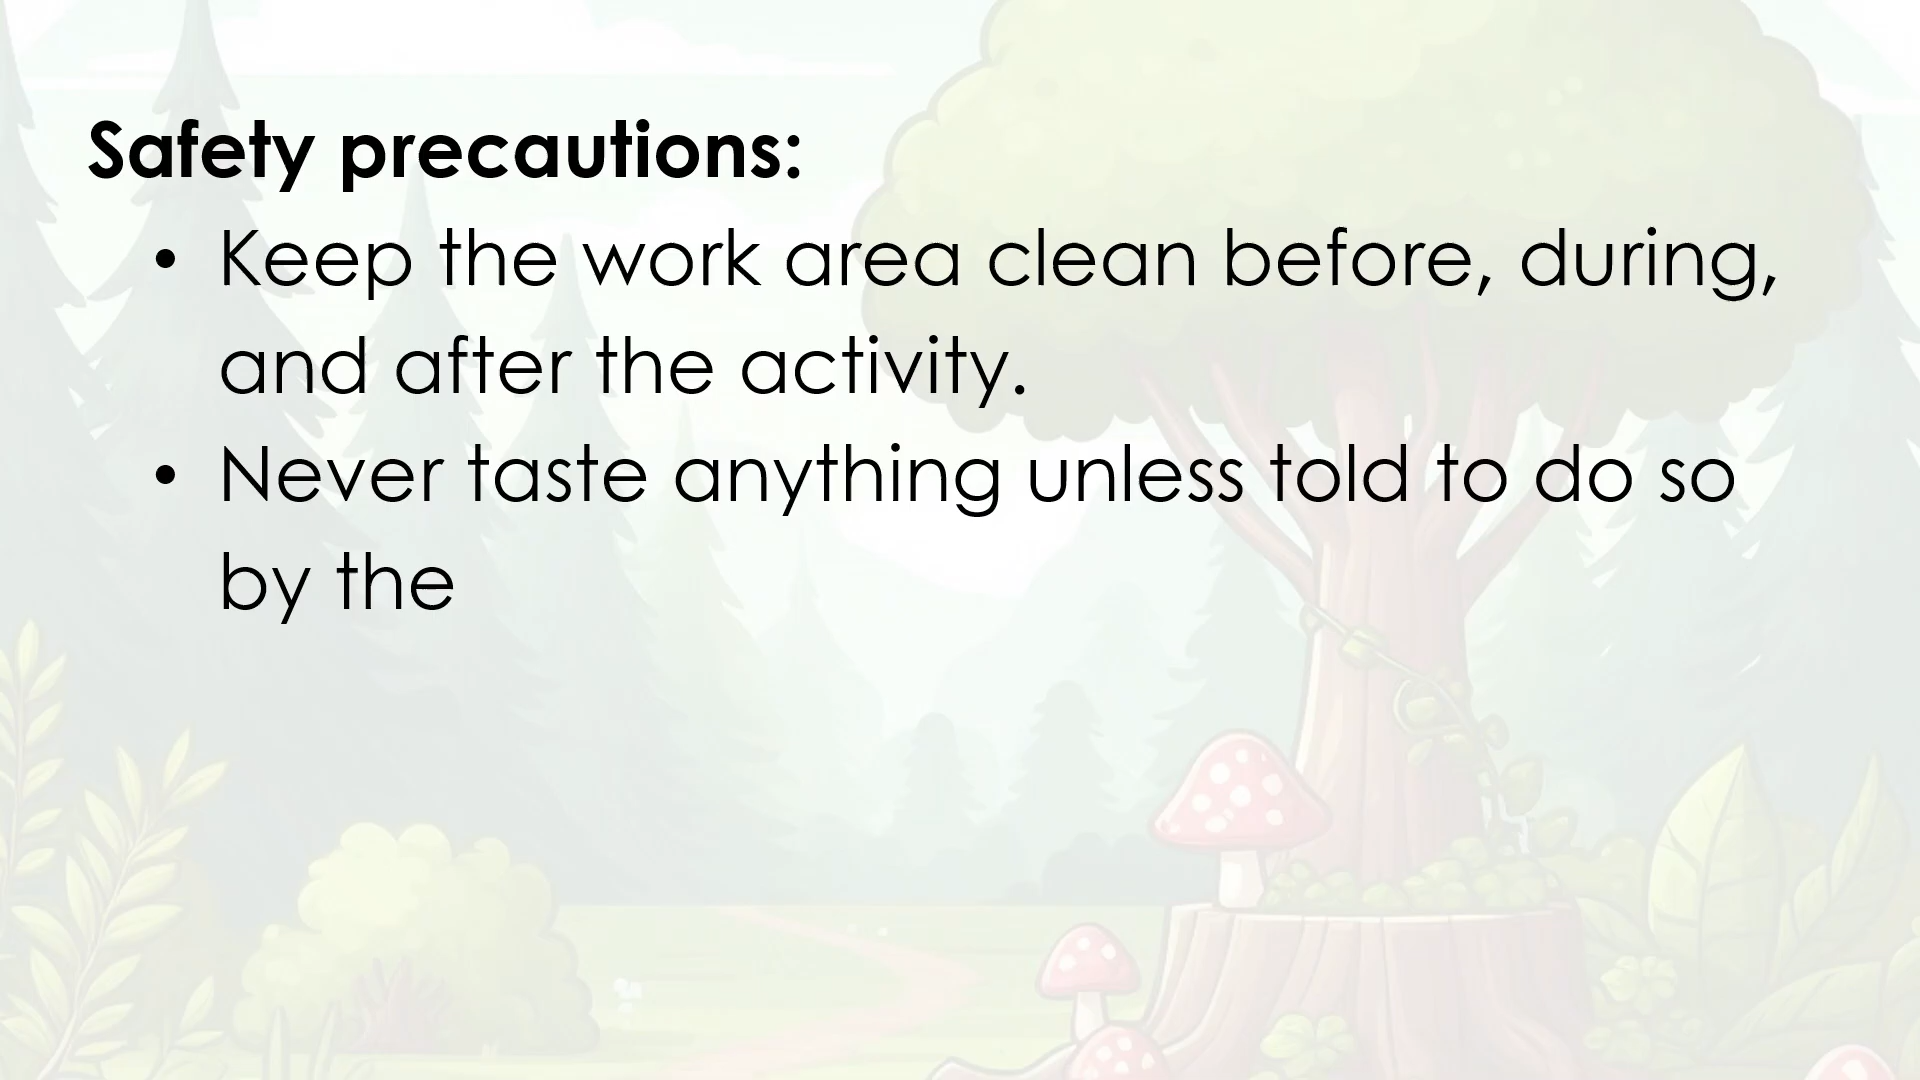 Safety precautions:
• Keep the work area clean before, during,
and after the activity.
• Never taste anything unless told to do so
by the